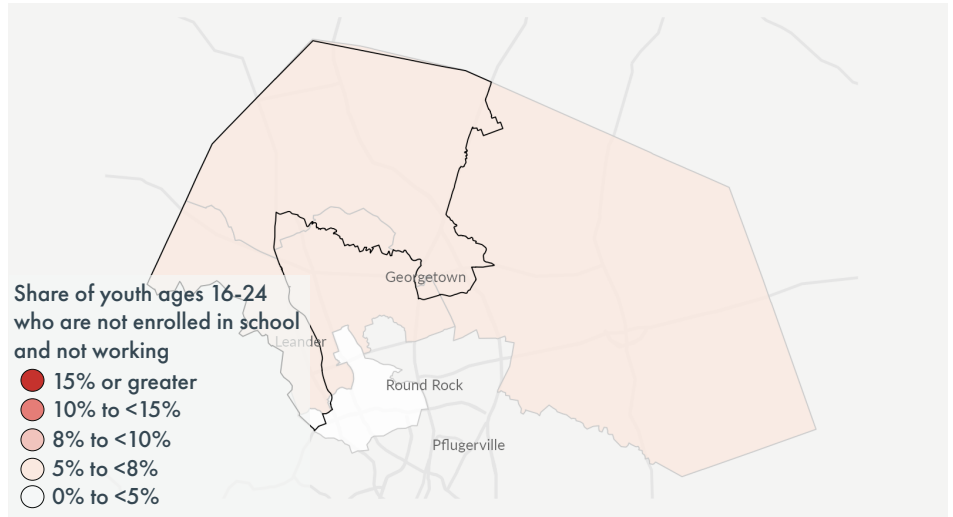 Georgetown
Share of youth ages 16-24
who are not enrolled in school
and not working
Leander
15% or greater
10% to <15%
Round Rock
8% to <10%
Pflugerville
5% to <8%
0% to <5%